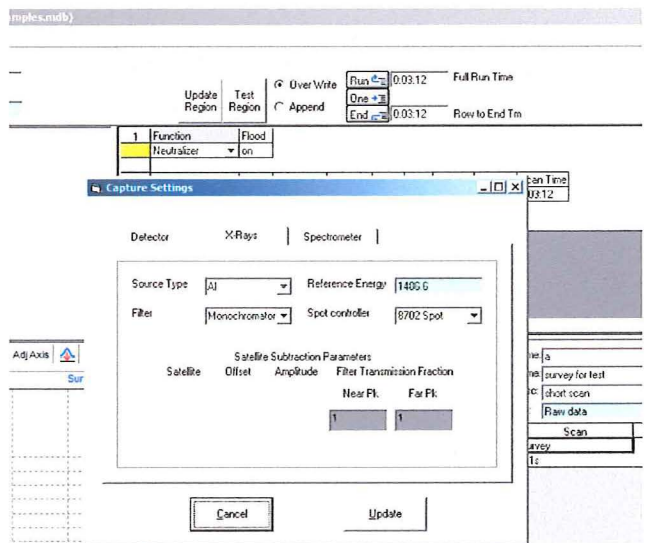 mples.mdb)
Update Region
Test Region
Over Write
Append
Run 0:03:12 Full Run Time
One
End 0:03:12 Row to End Tm
1 Function Flood
Neutralizer on
can Time
03:12
Capture Settings
Detector X-Rays Spectrometer
Source Type Al Reference Energy 1486.6
Filter Monochromator Spot controller 8702 Spot
Satellite Subtraction Parameters
Satellite Offset Amplitude Filter Transmission Fraction
Near Pk Far Pk
1 1
Cancel Update
Adj Axis
Sur
me: a
me: survey for test
sc: short scan
: Raw data
Scan
urvey
1s